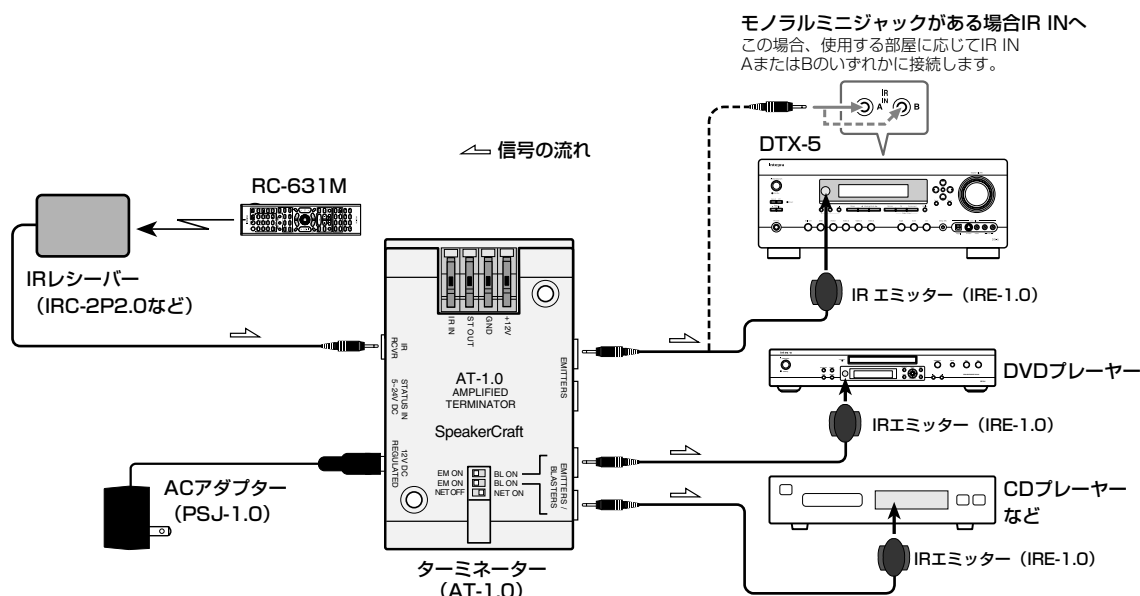 モノラルミニジャックがある場合IR INへ
この場合、使用する部屋に応じてIR IN
AまたはBのいずれかに接続します。
IR
IN
A
B
DTX-5
信号の流れ
RC-631M
IRレシーバー
（IRC-2P2.0など）
IR エミッター（IRE-1.0）
IR IN
ST OUT
GND
+12V
IR
RCVR
EMITTERS
STATUS IN
5~24V DC
AT-1.0
AMPLIFIED
TERMINATOR
SpeakerCraft
12V DC
REGULATED
EM ON
BL ON
EM ON
BL ON
NET OFF
NET ON
EMITTERS /
BLASTERS
DVDプレーヤー
IRエミッター（IRE-1.0）
ACアダプター
（PSJ-1.0）
CDプレーヤー
など
IRエミッター（IRE-1.0）
ターミネーター
（AT-1.0）